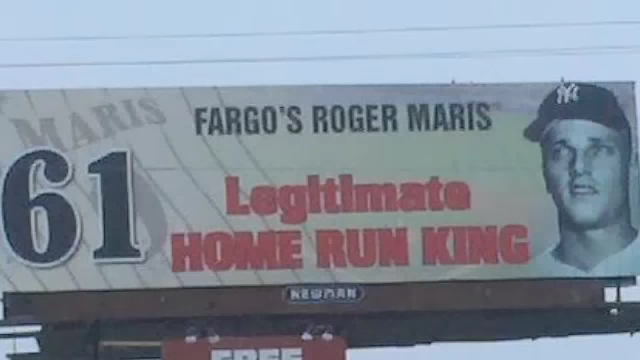 MARIS
FARGO'S ROGER MARIS
61
Legitimate
HOME RUN KING
NY
NEWMAN
FREE